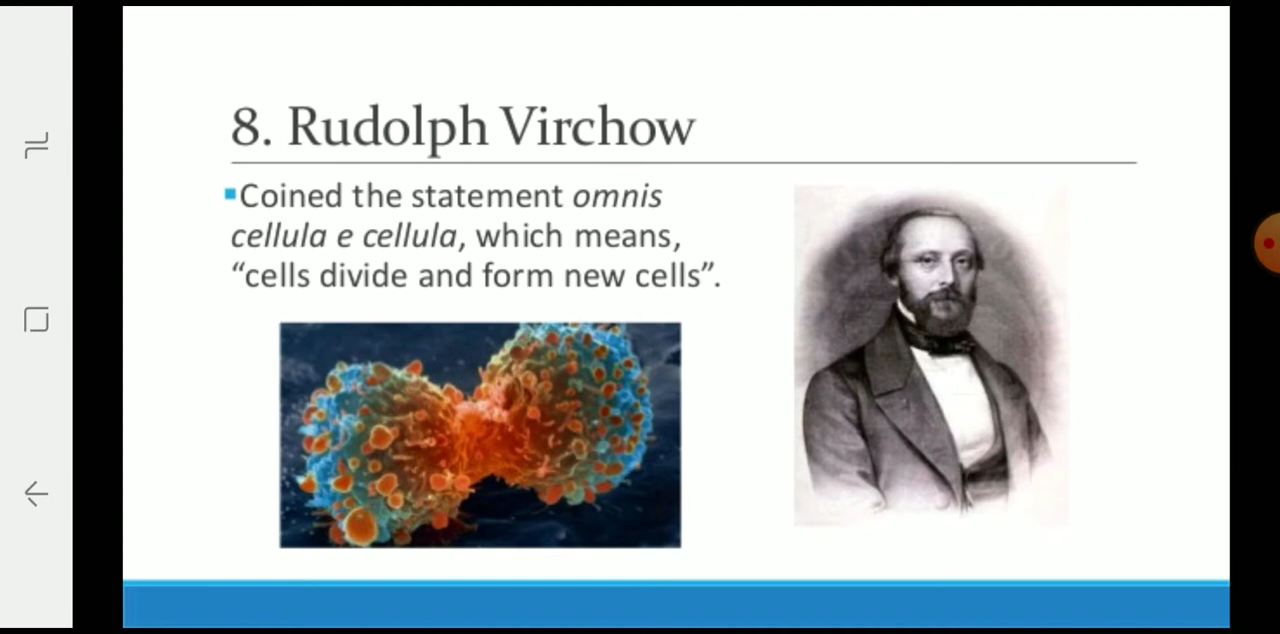 8. Rudolph Virchow
Coined the statement omnis
cellula e cellula, which means,
“cells divide and form new cells”.